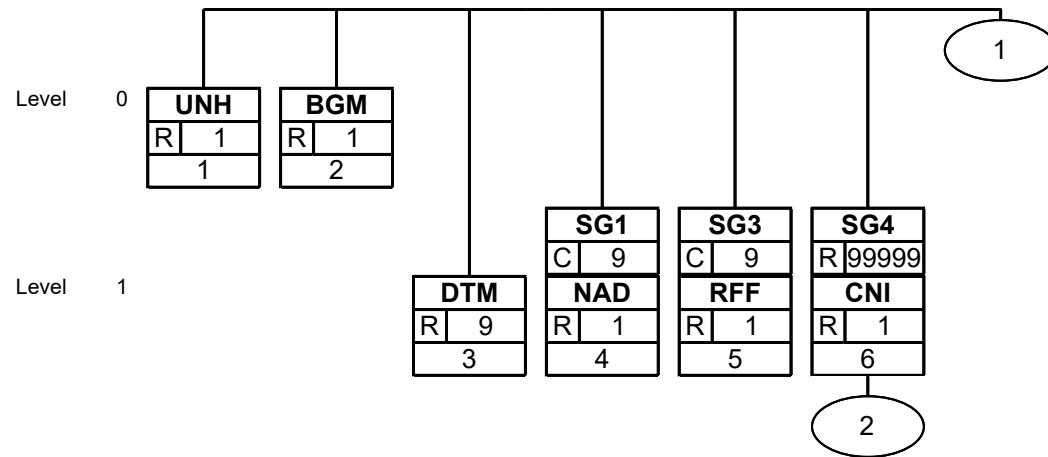 1
Level 0
UNH BGM
R 1 R 1
1 2
SG1 SG3 SG4
C 9 C 9 R 99999
Level 1
DTM NAD RFF CNI
R 9 R 1 R 1 R 1
3 4 5 6
2